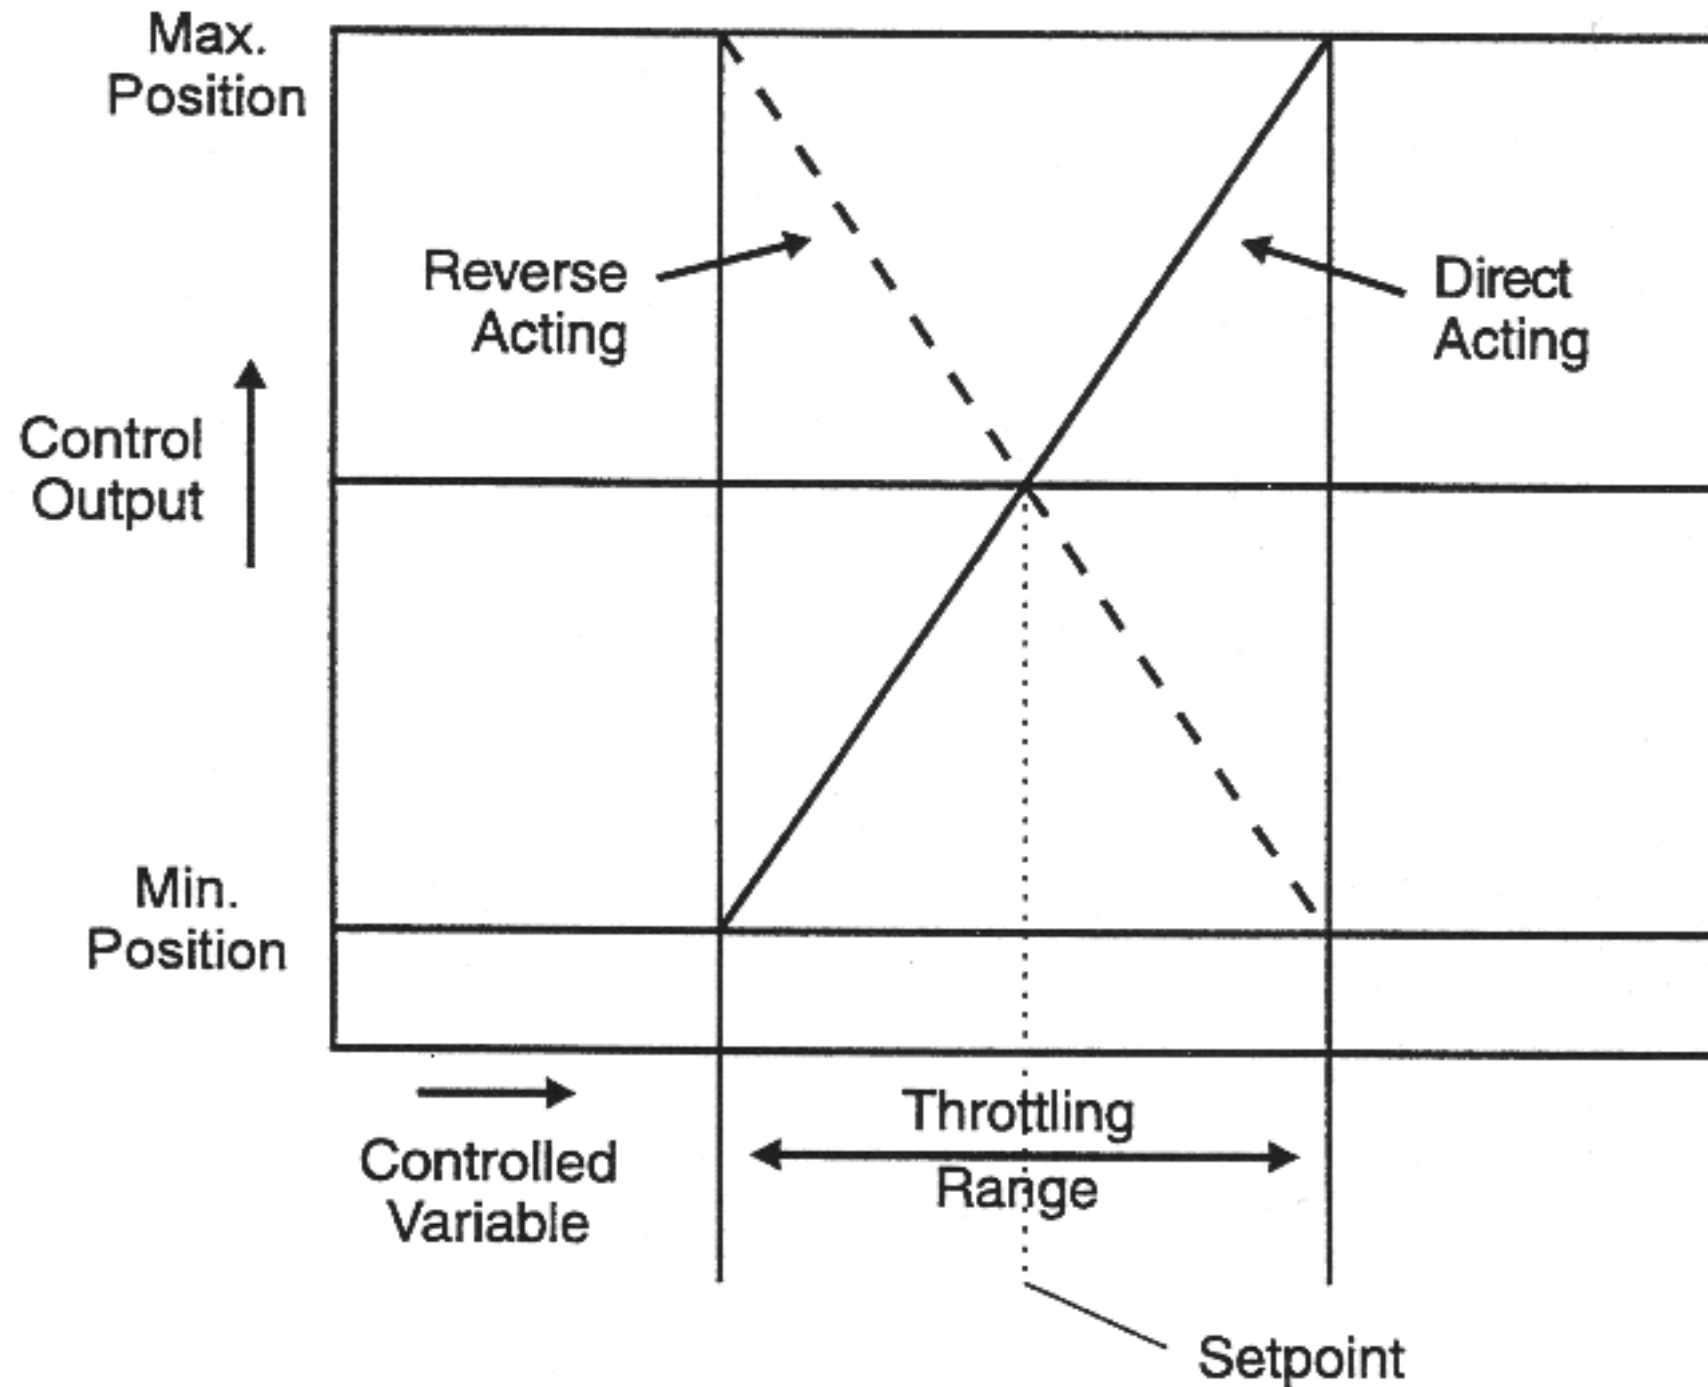 Max.
Position
Reverse
Acting
Direct
Acting
Control
Output
Min.
Position
Throttling
Range
Controlled
Variable
Setpoint